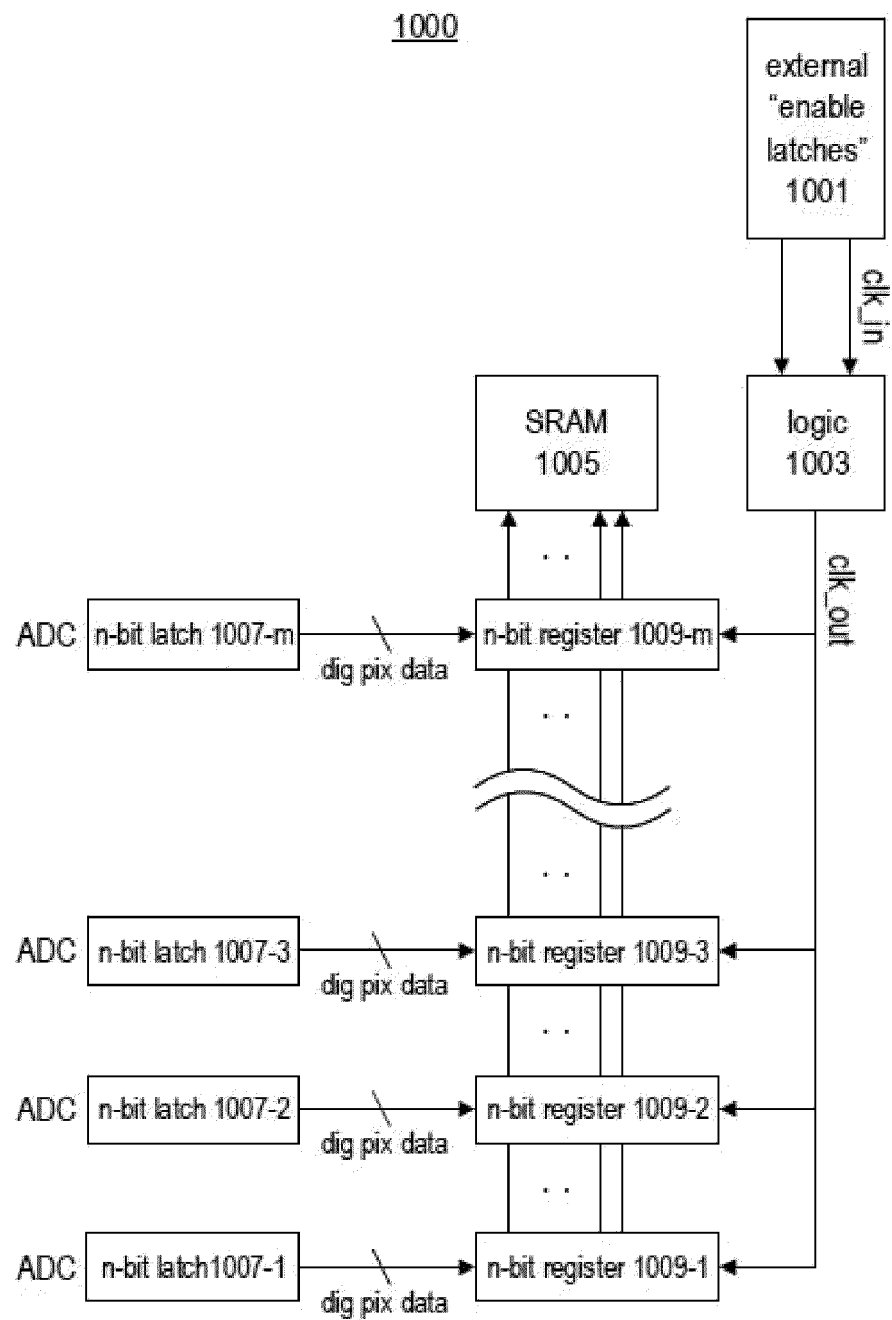 1000
external
“enable
latches”
1001
clk_in
SRAM
1005
logic
1003
. .
clk_out
ADC n-bit latch 1007-m n-bit register 1009-m
dig pix data
. .
. .
ADC n-bit latch 1007-3 n-bit register 1009-3
dig pix data
. .
ADC n-bit latch 1007-2 n-bit register 1009-2
dig pix data
. .
ADC n-bit latch1007-1 n-bit register 1009-1
dig pix data